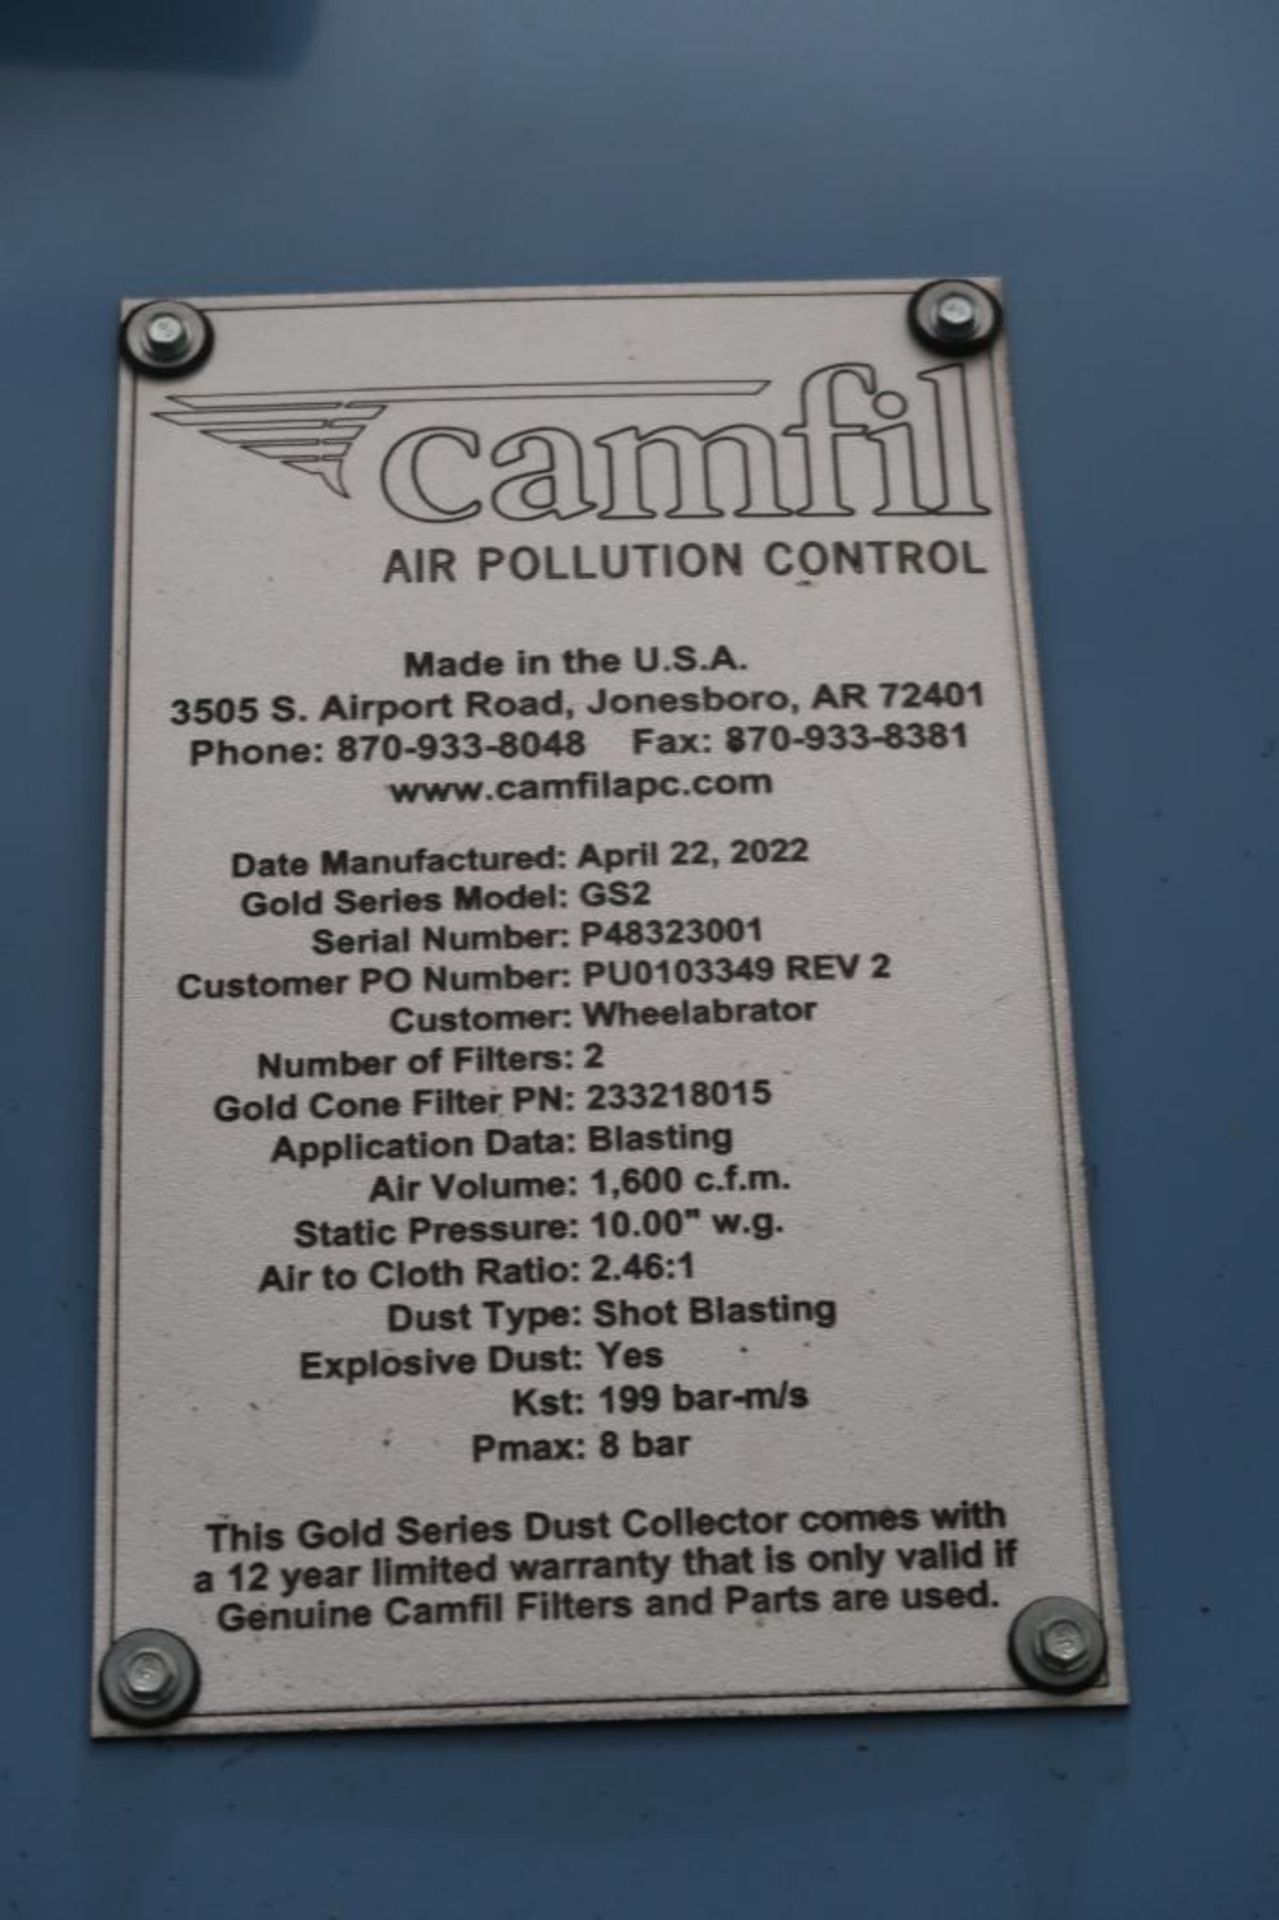 camfil
AIR POLLUTION CONTROL
Made in the U.S.A.
3505 S. Airport Road, Jonesboro, AR 72401
Phone: 870-933-8048 Fax: 870-933-8381
www.camfilapc.com
Date Manufactured: April 22, 2022
Gold Series Model: GS2
Serial Number: P48323001
Customer PO Number: PU0103349 REV 2
Customer: Wheelabrator
Number of Filters: 2
Gold Cone Filter PN: 233218015
Application Data: Blasting
Air Volume: 1,600 c.f.m.
Static Pressure: 10.00" w.g.
Air to Cloth Ratio: 2.46:1
Dust Type: Shot Blasting
Explosive Dust: Yes
Kst: 199 bar-m/s
Pmax: 8 bar
This Gold Series Dust Collector comes with
a 12 year limited warranty that is only valid if
Genuine Camfil Filters and Parts are used.